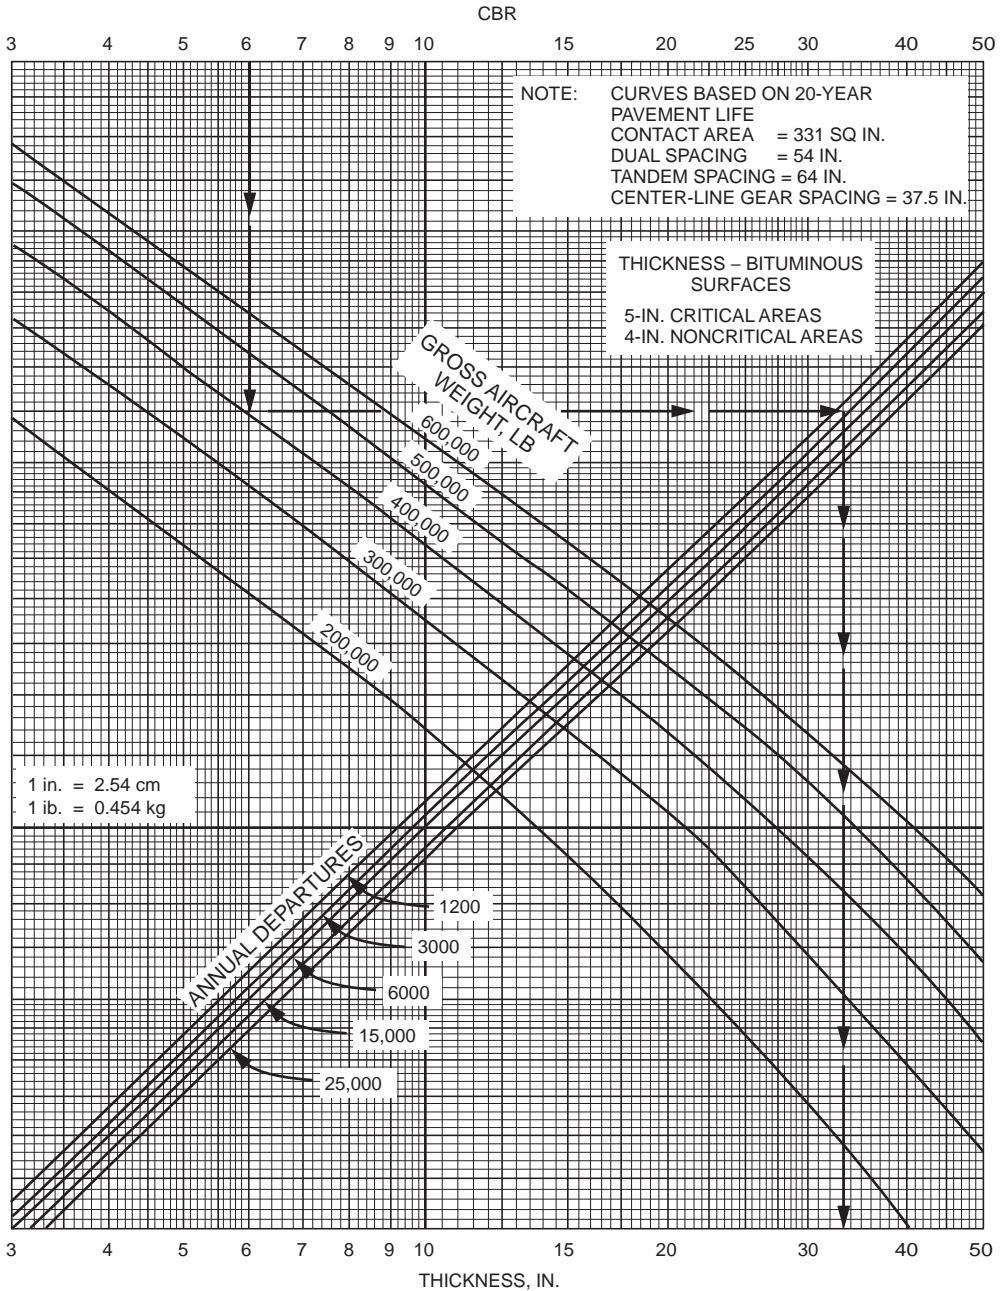 CBR
3 4 5 6 7 8 9 10 15 20 25 30 40 50
NOTE: CURVES BASED ON 20-YEAR
PAVEMENT LIFE
CONTACT AREA = 331 SQ IN.
DUAL SPACING = 54 IN.
TANDEM SPACING = 64 IN.
CENTER-LINE GEAR SPACING = 37.5 IN.
THICKNESS – BITUMINOUS
SURFACES
5-IN. CRITICAL AREAS
4-IN. NONCRITICAL AREAS
GROSS AIRCRAFT
WEIGHT, LB
600,000
500,000
400,000
300,000
200,000
1 in. = 2.54 cm
1 ib. = 0.454 kg
ANNUAL DEPARTURES
1200
3000
6000
15,000
25,000
3 4 5 6 7 8 9 10 15 20 30 40 50
THICKNESS, IN.